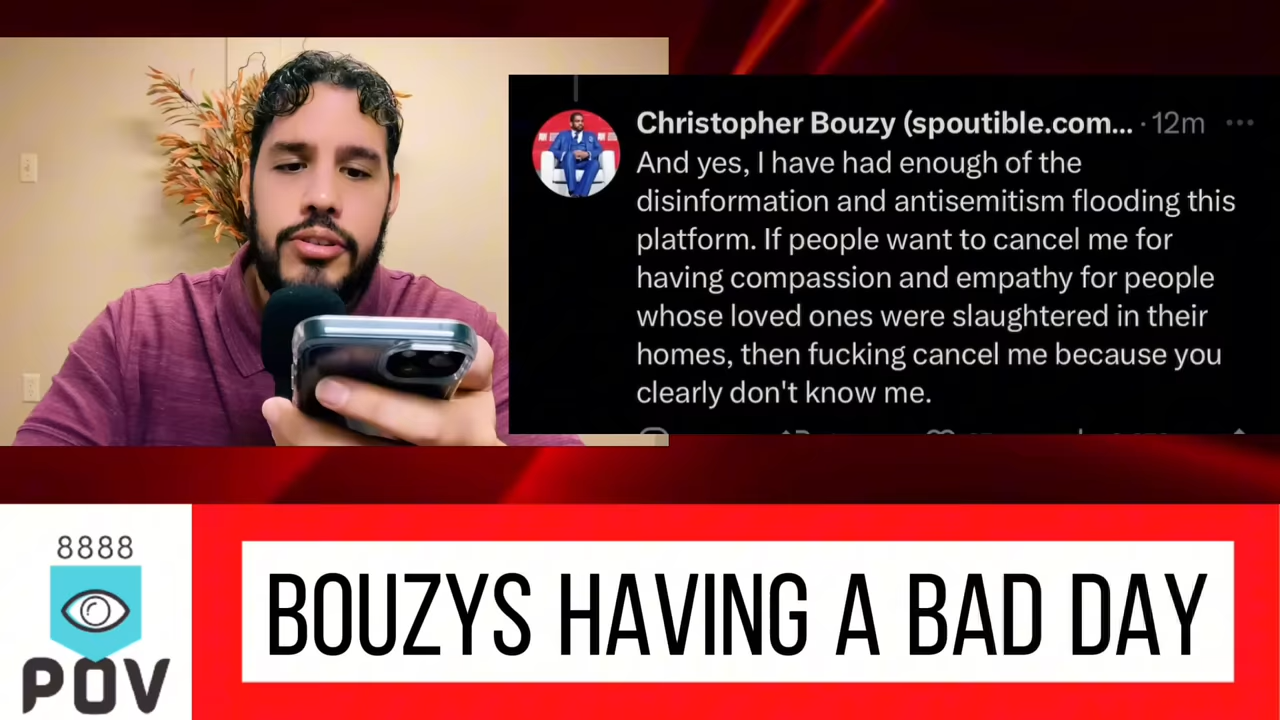 Christopher Bouzy (spoutible.com... · 12m ...
And yes, I have had enough of the
disinformation and antisemitism flooding this
platform. If people want to cancel me for
having compassion and empathy for people
whose loved ones were slaughtered in their
homes, then fucking cancel me because you
clearly don't know me.
8888
POV
BOUZYS HAVING A BAD DAY